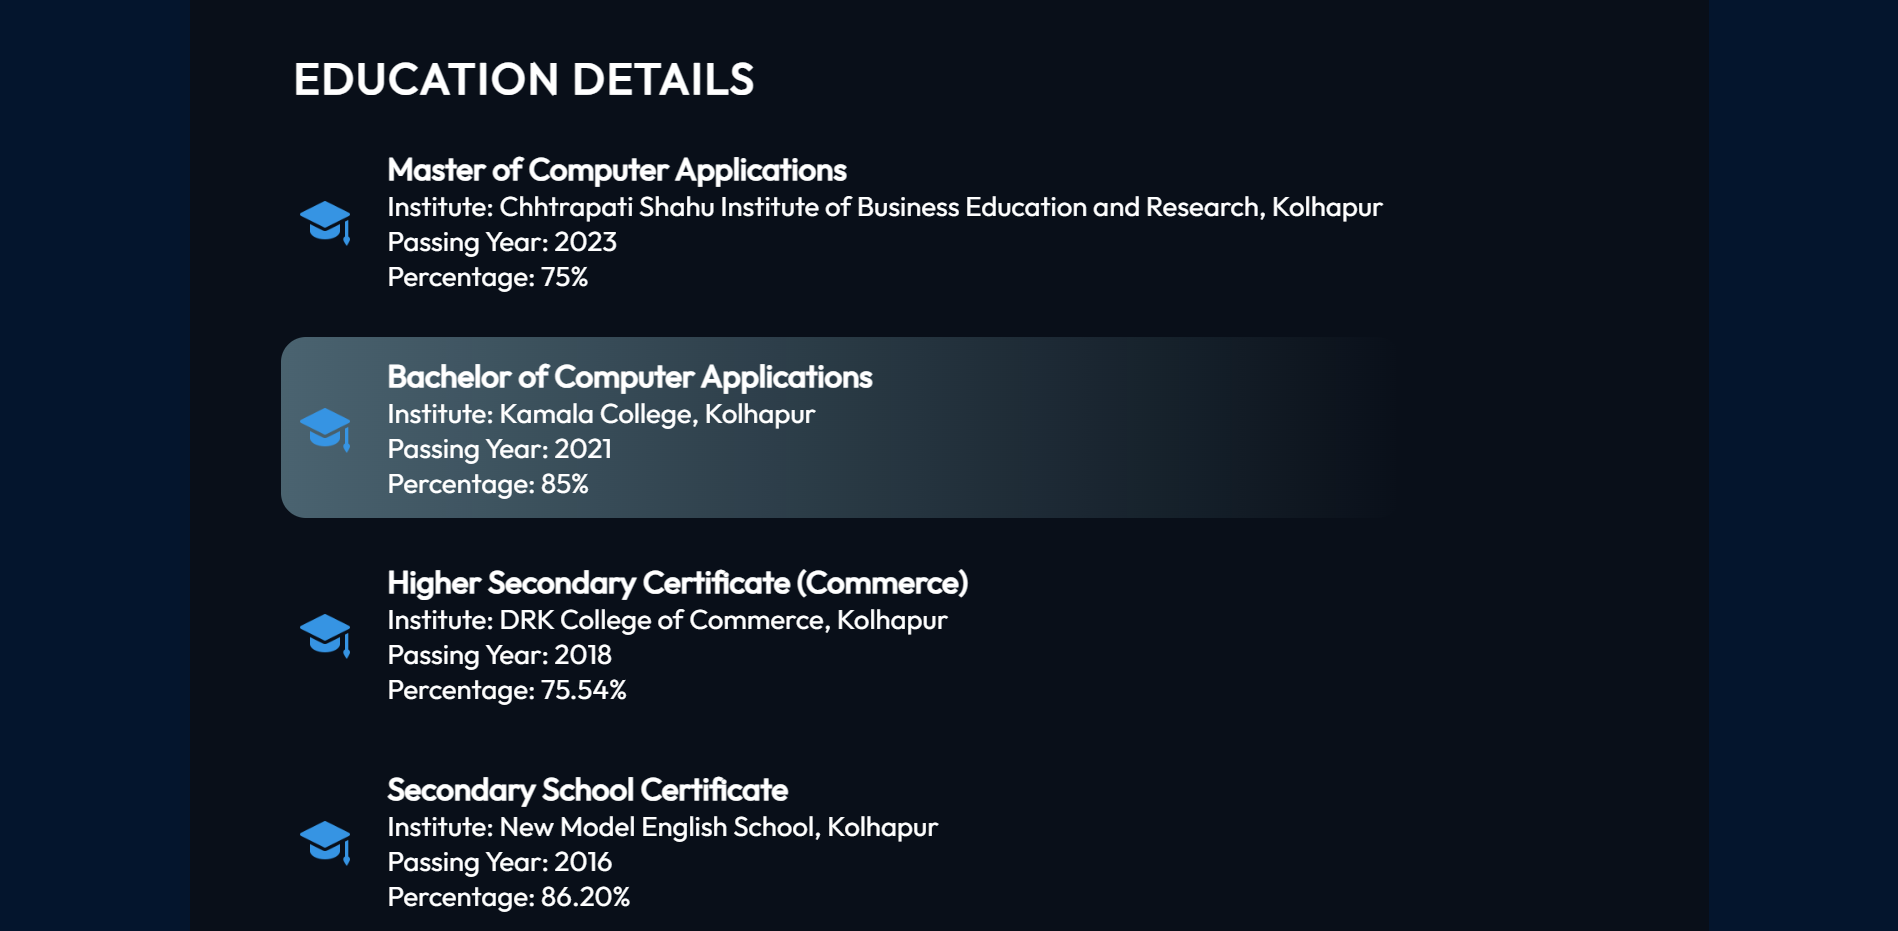 EDUCATION DETAILS
Master of Computer Applications
Institute: Chhtrapati Shahu Institute of Business Education and Research, Kolhapur
Passing Year: 2023
Percentage: 75%
Bachelor of Computer Applications
Institute: Kamala College, Kolhapur
Passing Year: 2021
Percentage: 85%
Higher Secondary Certificate (Commerce)
Institute: DRK College of Commerce, Kolhapur
Passing Year: 2018
Percentage: 75.54%
Secondary School Certificate
Institute: New Model English School, Kolhapur
Passing Year: 2016
Percentage: 86.20%